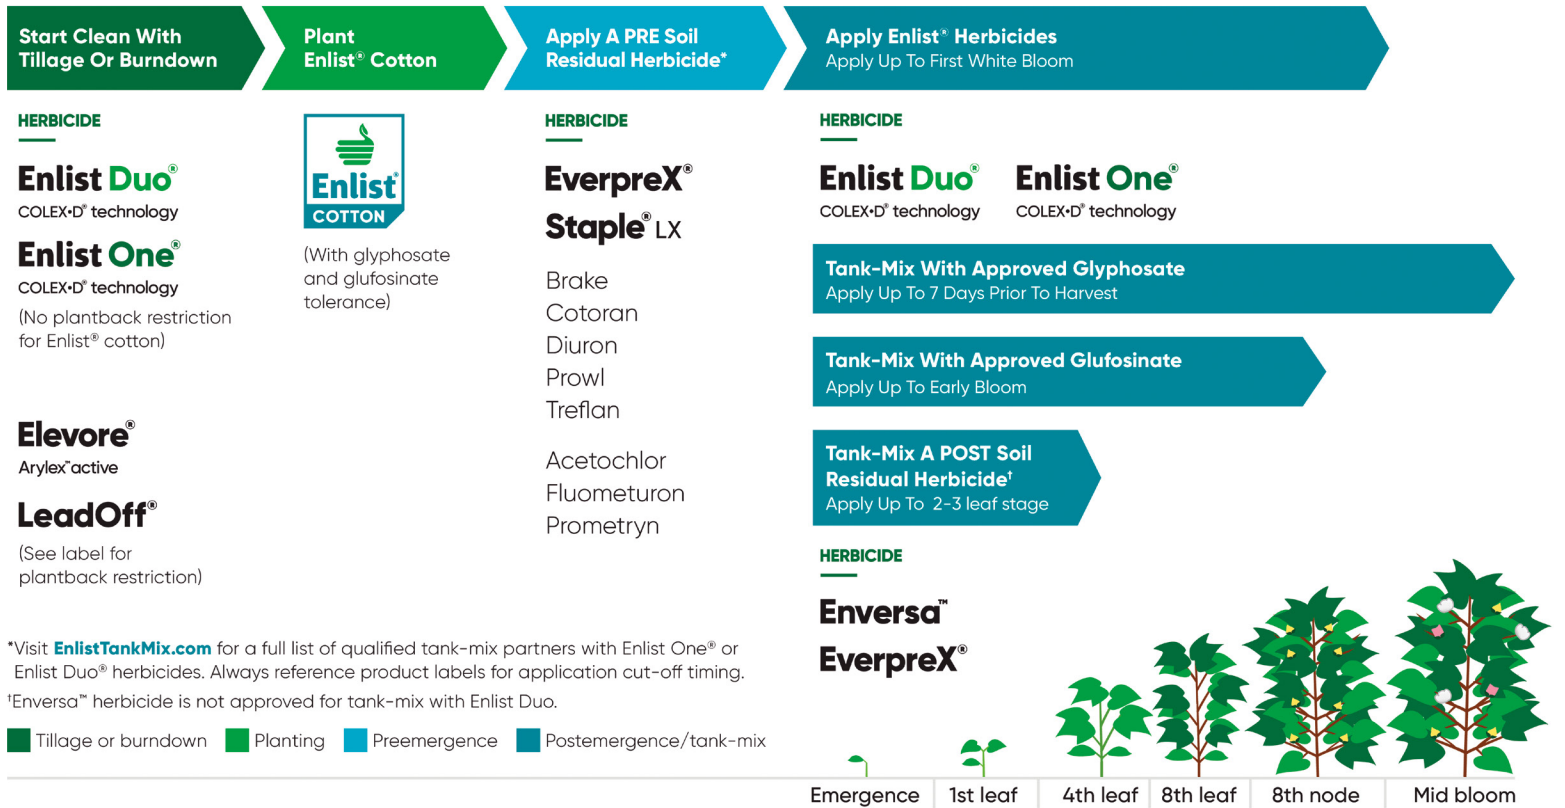 Start Clean With
Tillage Or Burndown
Plant
Enlist® Cotton
Apply A PRE Soil
Residual Herbicide*
Apply Enlist® Herbicides
Apply Up To First White Bloom
HERBICIDE
Enlist Duo®
COLEX•D® technology
Enlist One®
COLEX•D® technology
(No plantback restriction
for Enlist® cotton)
Elevore®
Arylex™ active
LeadOff®
(See label for
plantback restriction)
Enlist®
COTTON
(With glyphosate
and glufosinate
tolerance)
HERBICIDE
EverpreX®
Staple® LX
Brake
Cotoran
Diuron
Prowl
Treflan
Acetochlor
Fluometuron
Prometryn
HERBICIDE
Enlist Duo®
COLEX•D® technology
Enlist One®
COLEX•D® technology
Tank-Mix With Approved Glyphosate
Apply Up To 7 Days Prior To Harvest
Tank-Mix With Approved Glufosinate
Apply Up To Early Bloom
Tank-Mix A POST Soil
Residual Herbicide†
Apply Up To 2-3 leaf stage
HERBICIDE
Enversa™
EverpreX®
*Visit EnlistTankMix.com for a full list of qualified tank-mix partners with Enlist One® or
Enlist Duo® herbicides. Always reference product labels for application cut-off timing.
†Enversa™ herbicide is not approved for tank-mix with Enlist Duo.
Tillage or burndown
Planting
Preemergence
Postemergence/tank-mix
Emergence
1st leaf
4th leaf
8th leaf
8th node
Mid bloom